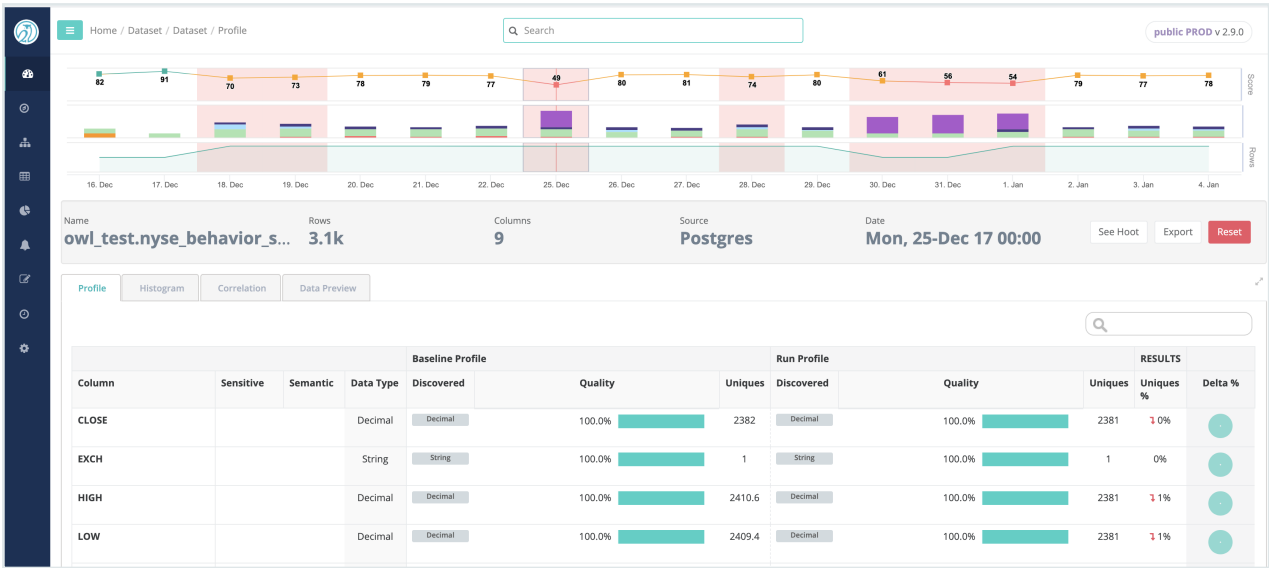 Home / Dataset / Dataset / Profile
Search
public PROD v 2.9.0
82 91 70 73 78 79 77 49 80 81 74 80 61 56 54 79 77 78
Score
Rows
16. Dec 17. Dec 18. Dec 19. Dec 20. Dec 21. Dec 22. Dec 25. Dec 26. Dec 27. Dec 28. Dec 29. Dec 30. Dec 31. Dec 1. Jan 2. Jan 3. Jan 4. Jan
Name Rows Columns Source Date
owl_test.nyse_behavior_s... 3.1k 9 Postgres Mon, 25-Dec 17 00:00
See Hoot Export Reset
Profile Histogram Correlation Data Preview
Baseline Profile Run Profile RESULTS
Column Sensitive Semantic Data Type Discovered Quality Uniques Discovered Quality Uniques Uniques % Delta %
CLOSE Decimal Decimal 100.0% 2382 Decimal 100.0% 2381 0%
EXCH String String 100.0% 1 String 100.0% 1 0%
HIGH Decimal Decimal 100.0% 2410.6 Decimal 100.0% 2381 1%
LOW Decimal Decimal 100.0% 2409.4 Decimal 100.0% 2381 1%